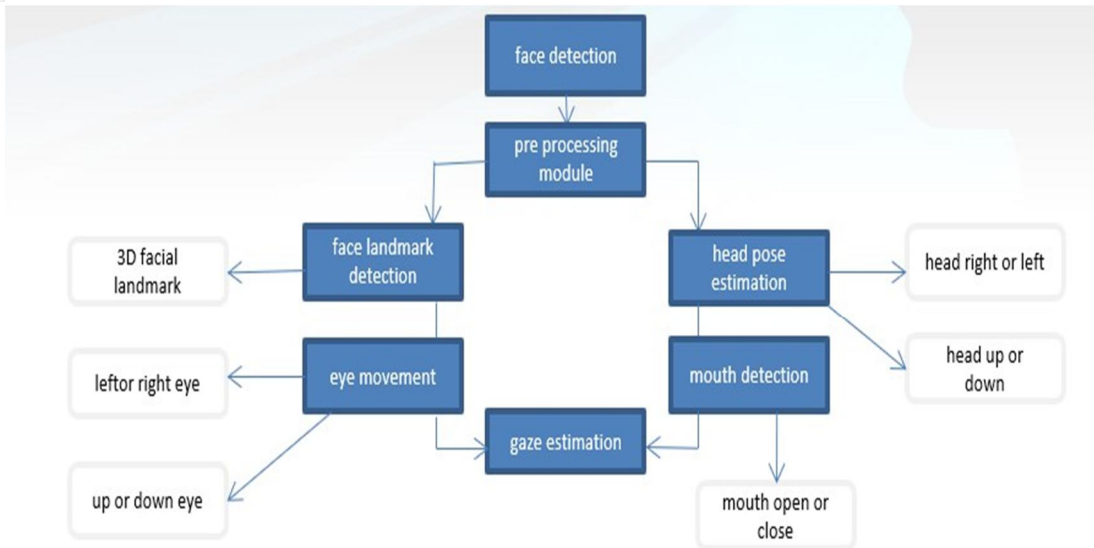 face detection
pre processing
module
face landmark
detection
3D facial
landmark
head pose
estimation
head right or left
head up or
down
eye movement
leftor right eye
up or down eye
mouth detection
mouth open or
close
gaze estimation